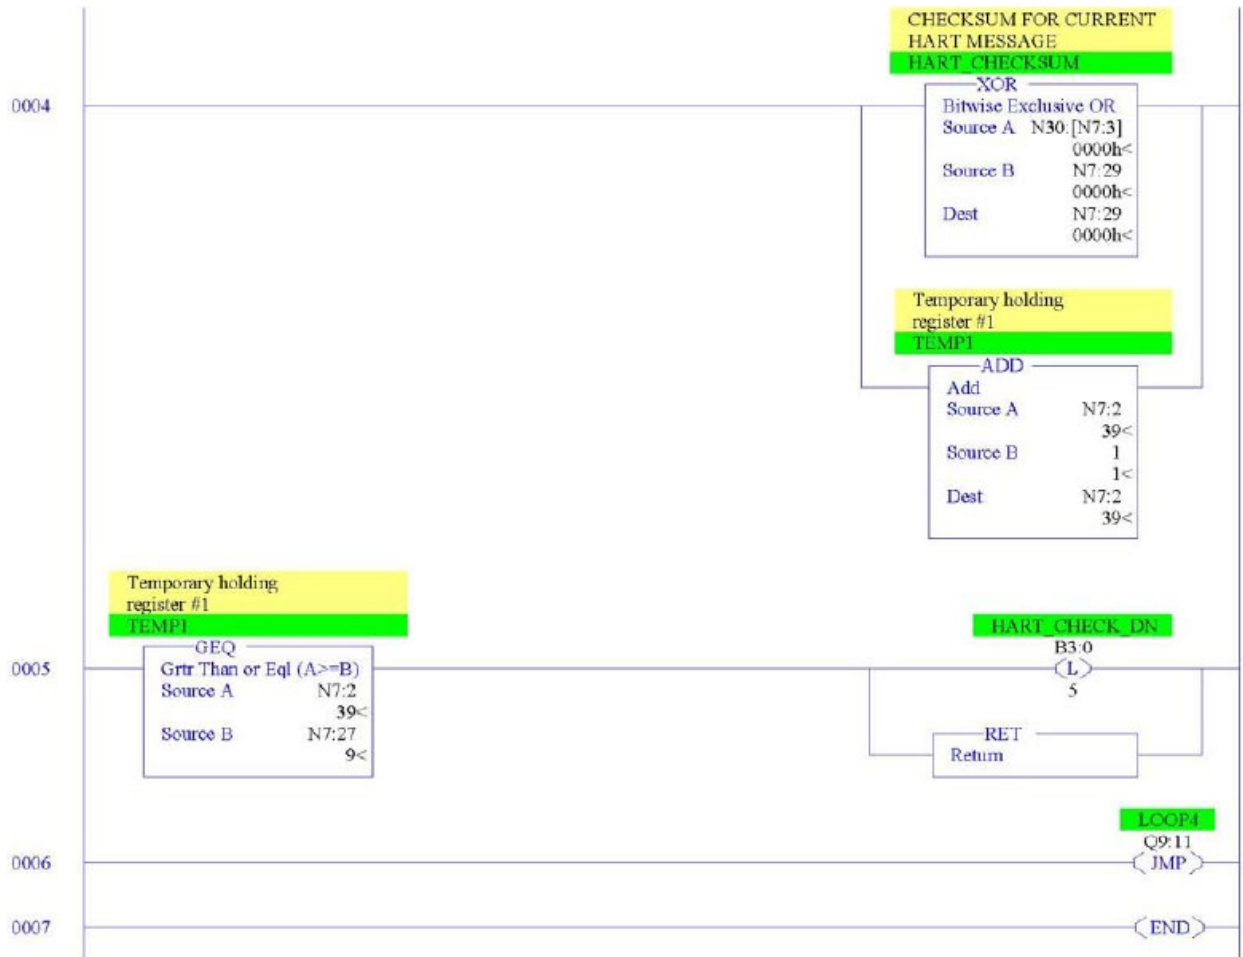 CHECKSUM FOR CURRENT
HART MESSAGE
HART_CHECKSUM
0004
XOR
Bitwise Exclusive OR
Source A N30:[N7:3]
0000h<
Source B N7:29
0000h<
Dest N7:29
0000h<
Temporary holding
register #1
TEMP1
ADD
Add
Source A N7:2
39<
Source B 1
1<
Dest N7:2
39<
Temporary holding
register #1
TEMP1
0005
GEQ
Grtr Than or Eql (A>=B)
Source A N7:2
39<
Source B N7:27
9<
HART_CHECK_DN
B3:0
L
5
RET
Return
LOOP4
Q9:11
0006
JMP
0007
END